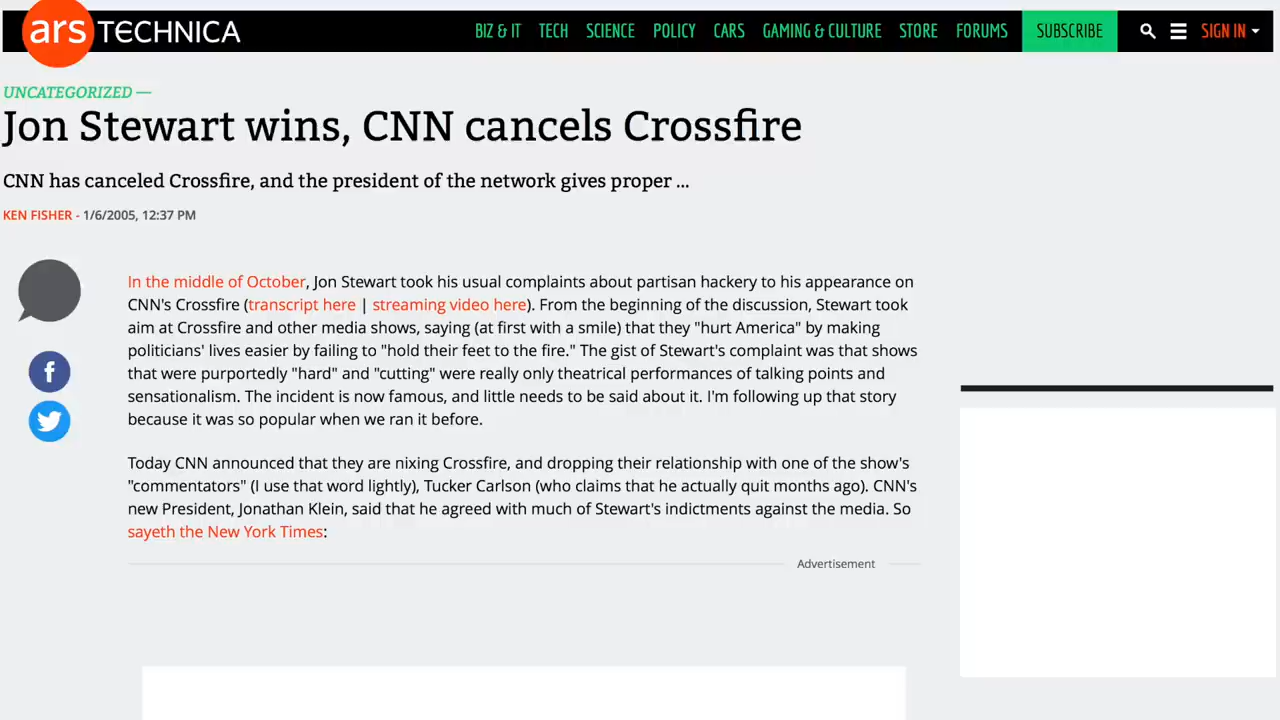 ars TECHNICA
BIZ & IT TECH SCIENCE POLICY CARS GAMING & CULTURE STORE FORUMS SUBSCRIBE SIGN IN
UNCATEGORIZED —
Jon Stewart wins, CNN cancels Crossfire
CNN has canceled Crossfire, and the president of the network gives proper …
KEN FISHER - 1/6/2005, 12:37 PM
In the middle of October, Jon Stewart took his usual complaints about partisan hackery to his appearance on
CNN's Crossfire (transcript here | streaming video here). From the beginning of the discussion, Stewart took
aim at Crossfire and other media shows, saying (at first with a smile) that they "hurt America" by making
politicians' lives easier by failing to "hold their feet to the fire." The gist of Stewart's complaint was that shows
that were purportedly "hard" and "cutting" were really only theatrical performances of talking points and
sensationalism. The incident is now famous, and little needs to be said about it. I'm following up that story
because it was so popular when we ran it before.
Today CNN announced that they are nixing Crossfire, and dropping their relationship with one of the show's
"commentators" (I use that word lightly), Tucker Carlson (who claims that he actually quit months ago). CNN's
new President, Jonathan Klein, said that he agreed with much of Stewart's indictments against the media. So
sayeth the New York Times:
Advertisement